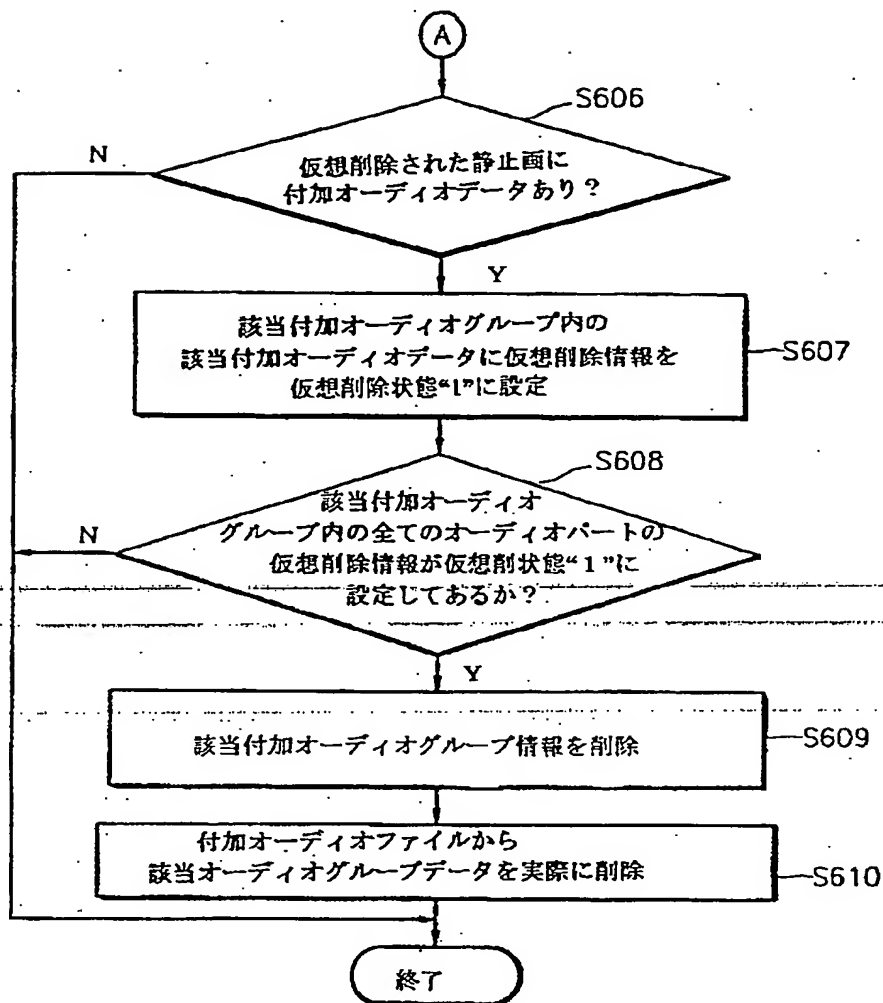 A
S606
N
仮想削除された静止画に
付加オーディオデータあり？
Y
該当付加オーディオグループ内の
該当付加オーディオデータに仮想削除情報を
仮想削除状態“1”に設定
S607
S608
該当付加オーディオ
N
グループ内の全てのオーディオパートの
仮想削除情報が仮想削状態“1”に
設定してあるか？
Y
該当付加オーディオグループ情報を削除
S609
付加オーディオファイルから
該当オーディオグループデータを実際に削除
S610
終了